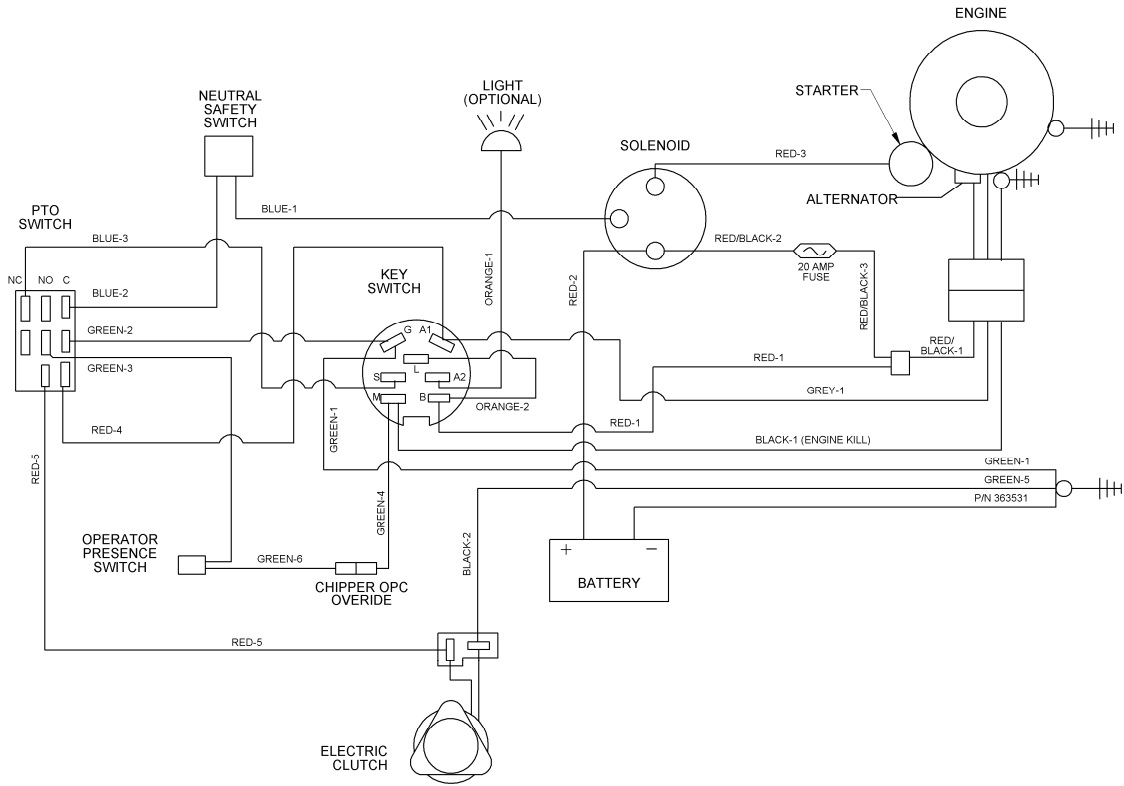 ENGINE
NEUTRAL
SAFETY
SWITCH
LIGHT
(OPTIONAL)
STARTER
SOLENOID
RED-3
ALTERNATOR
PTO
SWITCH
BLUE-1
BLUE-3
RED/BLACK-2
KEY
SWITCH
20 AMP
FUSE
NC NO C
BLUE-2
ORANGE-1
RED-2
RED/BLACK-3
GREEN-2
G A1
RED/
BLACK-1
GREEN-3
L
RED-1
S A2
GREY-1
M B
ORANGE-2
RED-4
GREEN-1
RED-1
BLACK-1 (ENGINE KILL)
RED-5
GREEN-1
GREEN-5
P/N 363531
GREEN-4
BLACK-2
OPERATOR
PRESENCE
SWITCH
GREEN-6
+ −
CHIPPER OPC
OVERIDE
BATTERY
RED-5
ELECTRIC
CLUTCH